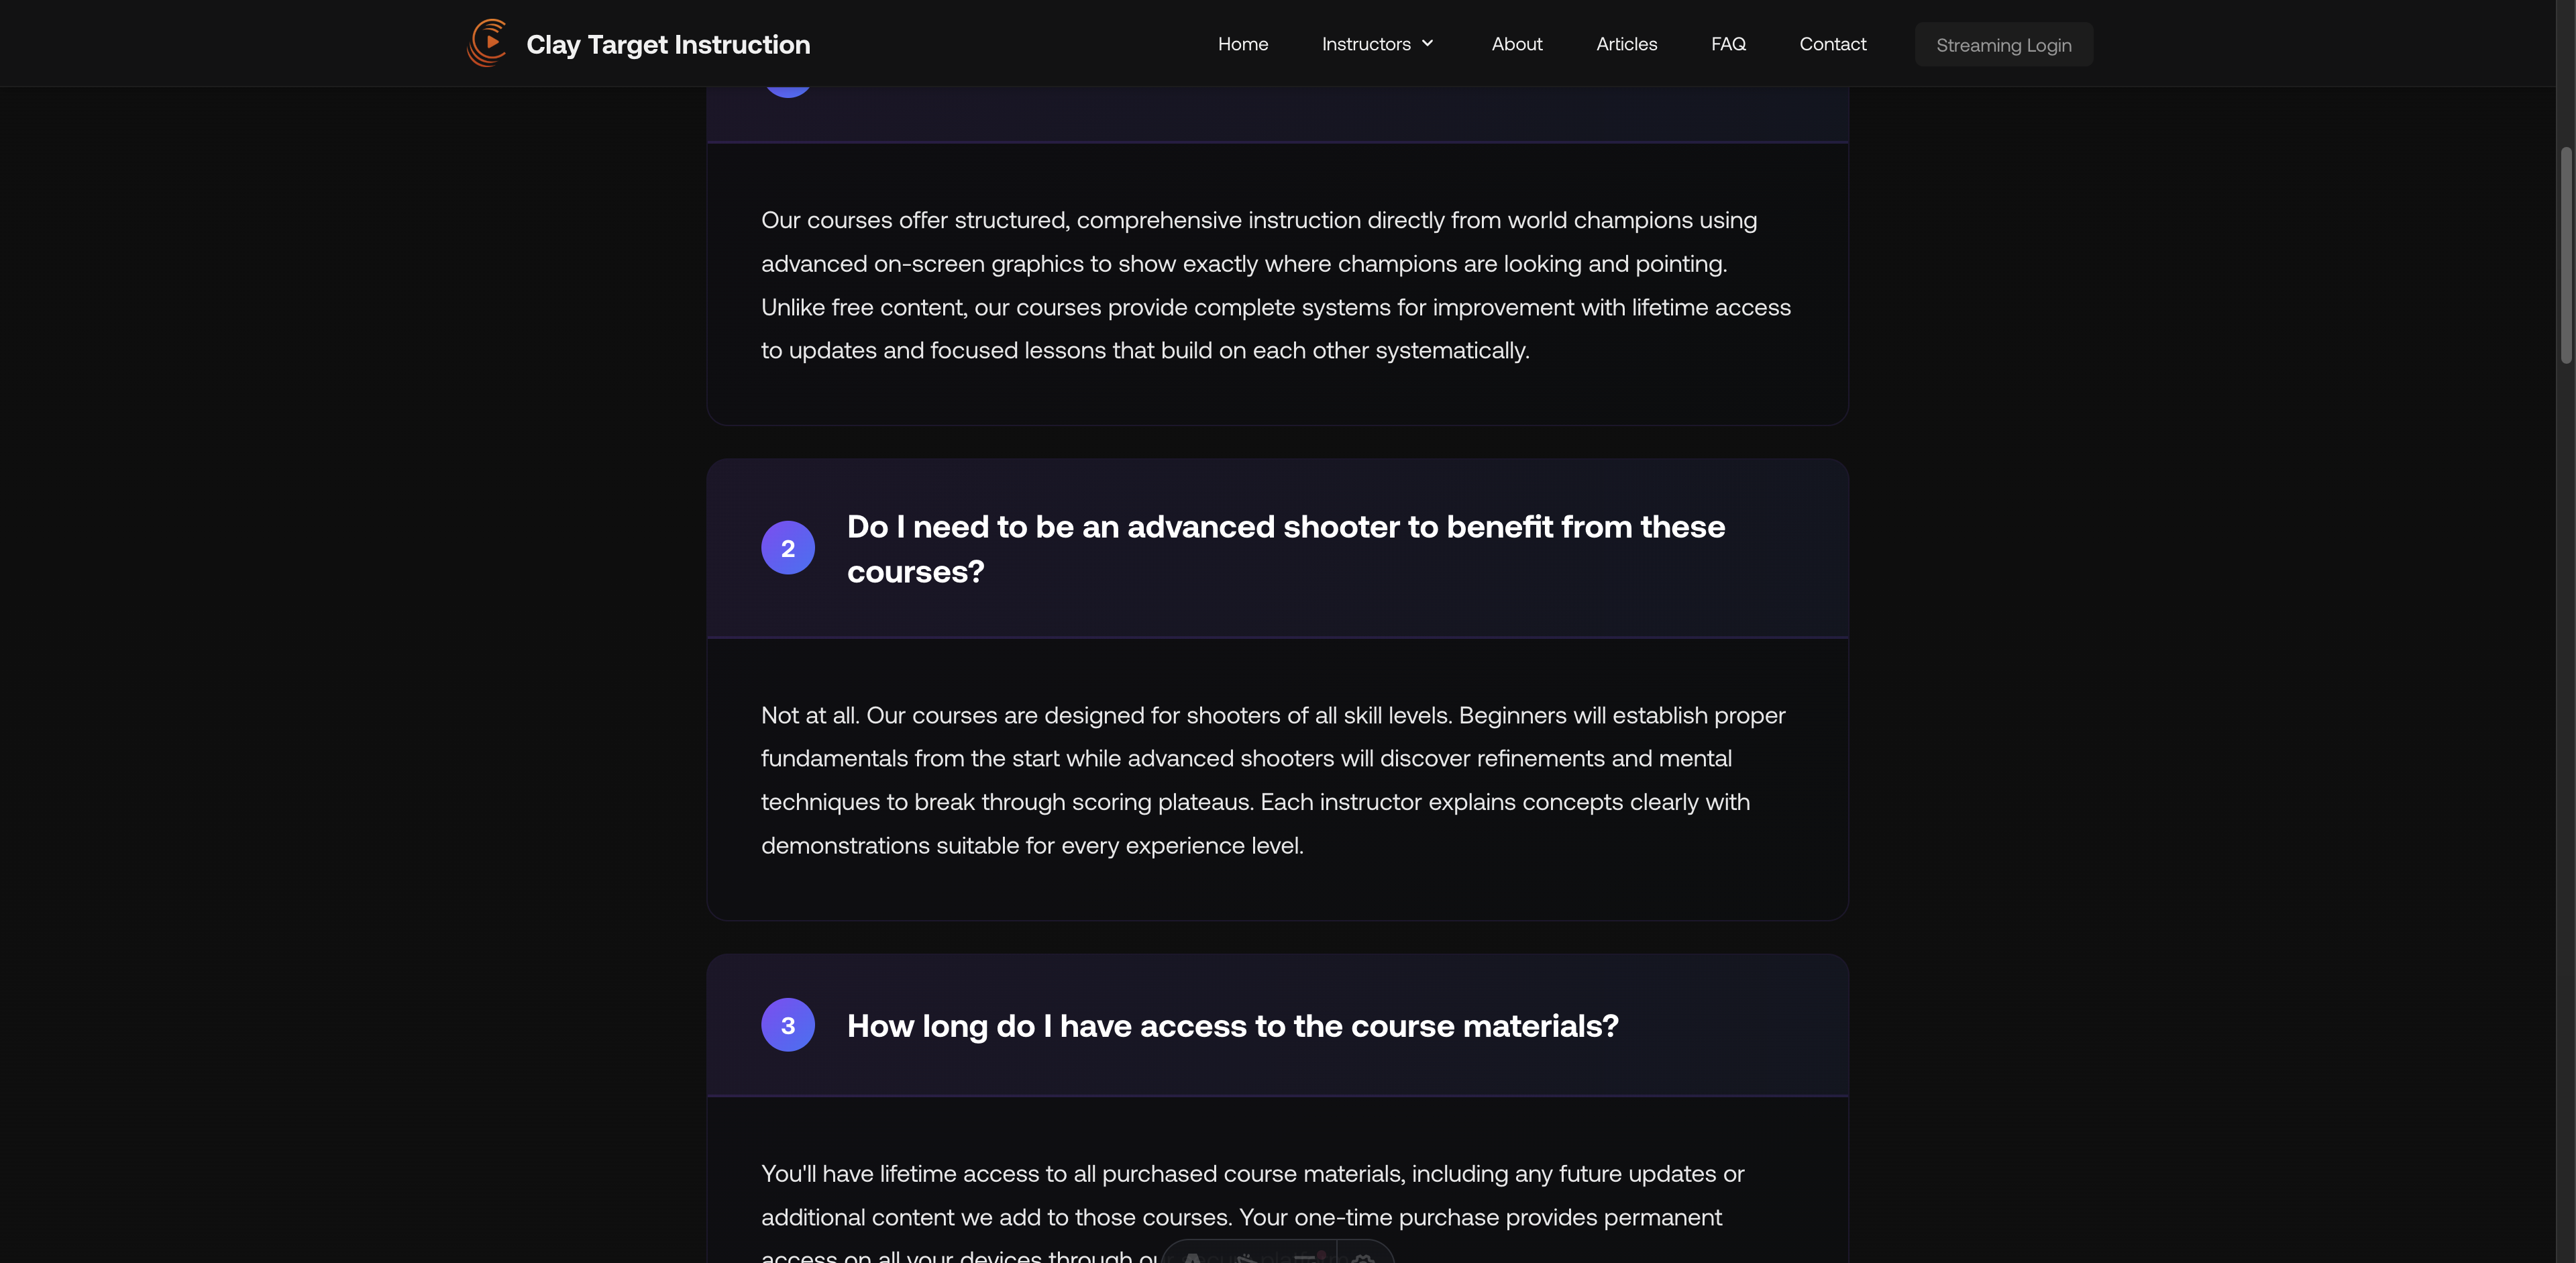 Clay Target Instruction
Home
Instructors
About
Articles
FAQ
Contact
Streaming Login
Our courses offer structured, comprehensive instruction directly from world champions using
advanced on-screen graphics to show exactly where champions are looking and pointing.
Unlike free content, our courses provide complete systems for improvement with lifetime access
to updates and focused lessons that build on each other systematically.
2
Do I need to be an advanced shooter to benefit from these
courses?
Not at all. Our courses are designed for shooters of all skill levels. Beginners will establish proper
fundamentals from the start while advanced shooters will discover refinements and mental
techniques to break through scoring plateaus. Each instructor explains concepts clearly with
demonstrations suitable for every experience level.
3
How long do I have access to the course materials?
You'll have lifetime access to all purchased course materials, including any future updates or
additional content we add to those courses. Your one-time purchase provides permanent
access on all your devices through